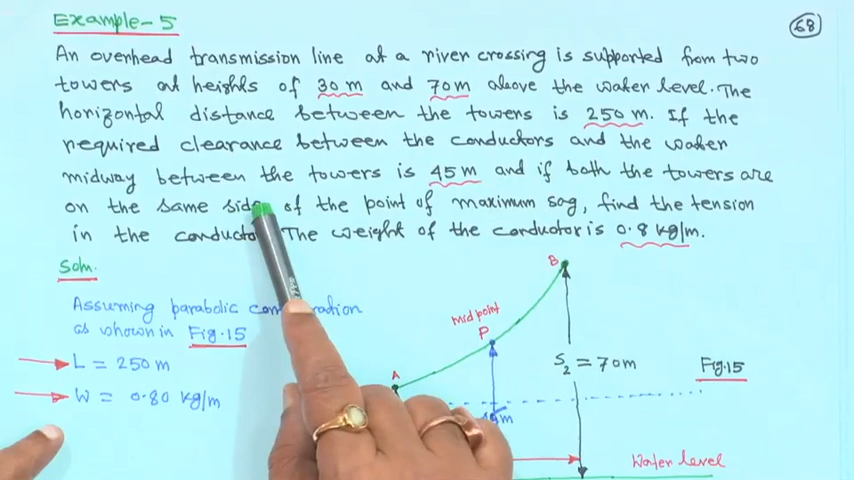 Example-5
68
An overhead transmission line at a river crossing is supported from two
towers at heights of 30 m and 70 m above the water level. The
horizontal distance between the towers is 250 m. If the
required clearance between the conductors and the water
midway between the towers is 45 m and if both the towers are
on the same side of the point of maximum sag, find the tension
in the conductor The weight of the conductor is 0.8 kg/m.
Soln.
Assuming parabolic
as shown in Fig.15
L = 250 m
W = 0.80 kg/m
B
mid point
P
A
S2 = 70m
Fig.15
Water level